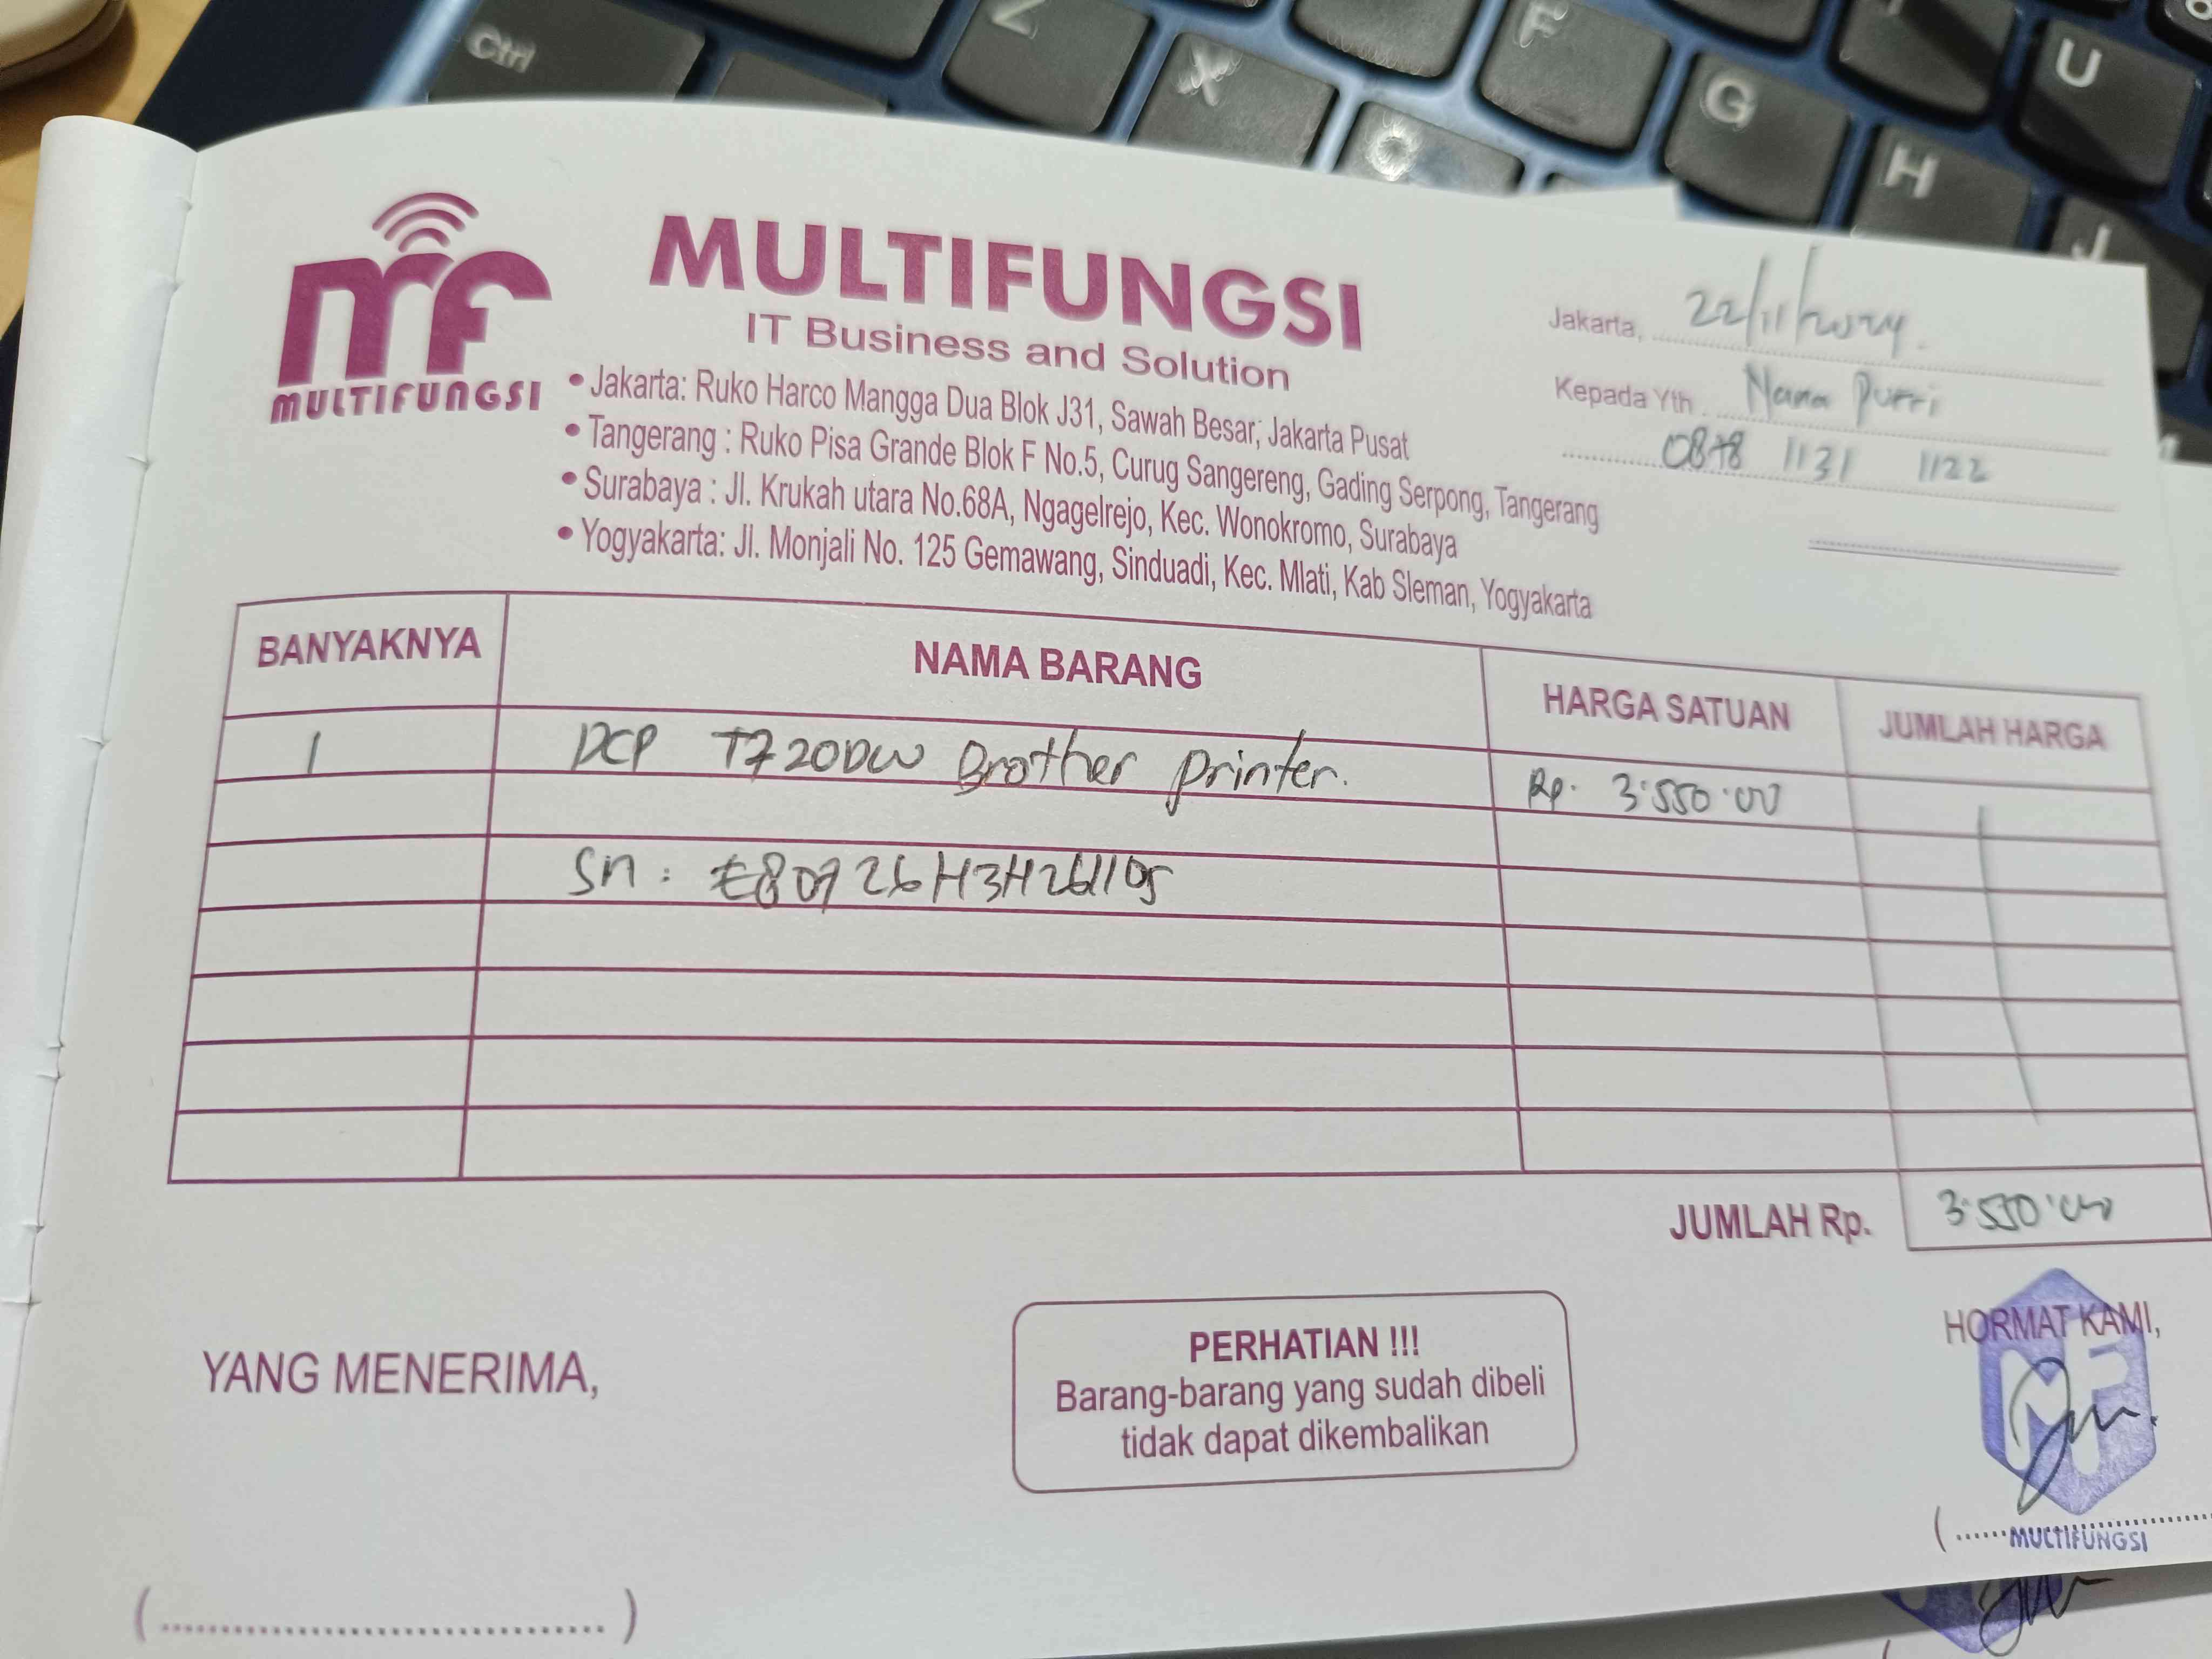 Ctrl
Z
X
C
F
G
H
J
U
MULTIFUNGSI
MULTIFUNGSI
IT Business and Solution
• Jakarta: Ruko Harco Mangga Dua Blok J31, Sawah Besar, Jakarta Pusat
• Tangerang : Ruko Pisa Grande Blok F No.5, Curug Sangereng, Gading Serpong, Tangerang
• Surabaya : Jl. Krukah utara No.68A, Ngagelrejo, Kec. Wonokromo, Surabaya
• Yogyakarta: Jl. Monjali No. 125 Gemawang, Sinduadi, Kec. Mlati, Kab Sleman, Yogyakarta
Jakarta, 22/11/2024.
Kepada Yth. Nana Putri
0878 1131 1122
BANYAKNYA NAMA BARANG HARGA SATUAN JUMLAH HARGA
1 DCP T720DW Brother Printer. Rp. 3.550.00
SN : E80726H3H261105
JUMLAH Rp. 3.550.00
YANG MENERIMA,
PERHATIAN !!!
Barang-barang yang sudah dibeli
tidak dapat dikembalikan
HORMAT KAMI,
MULTIFUNGSI